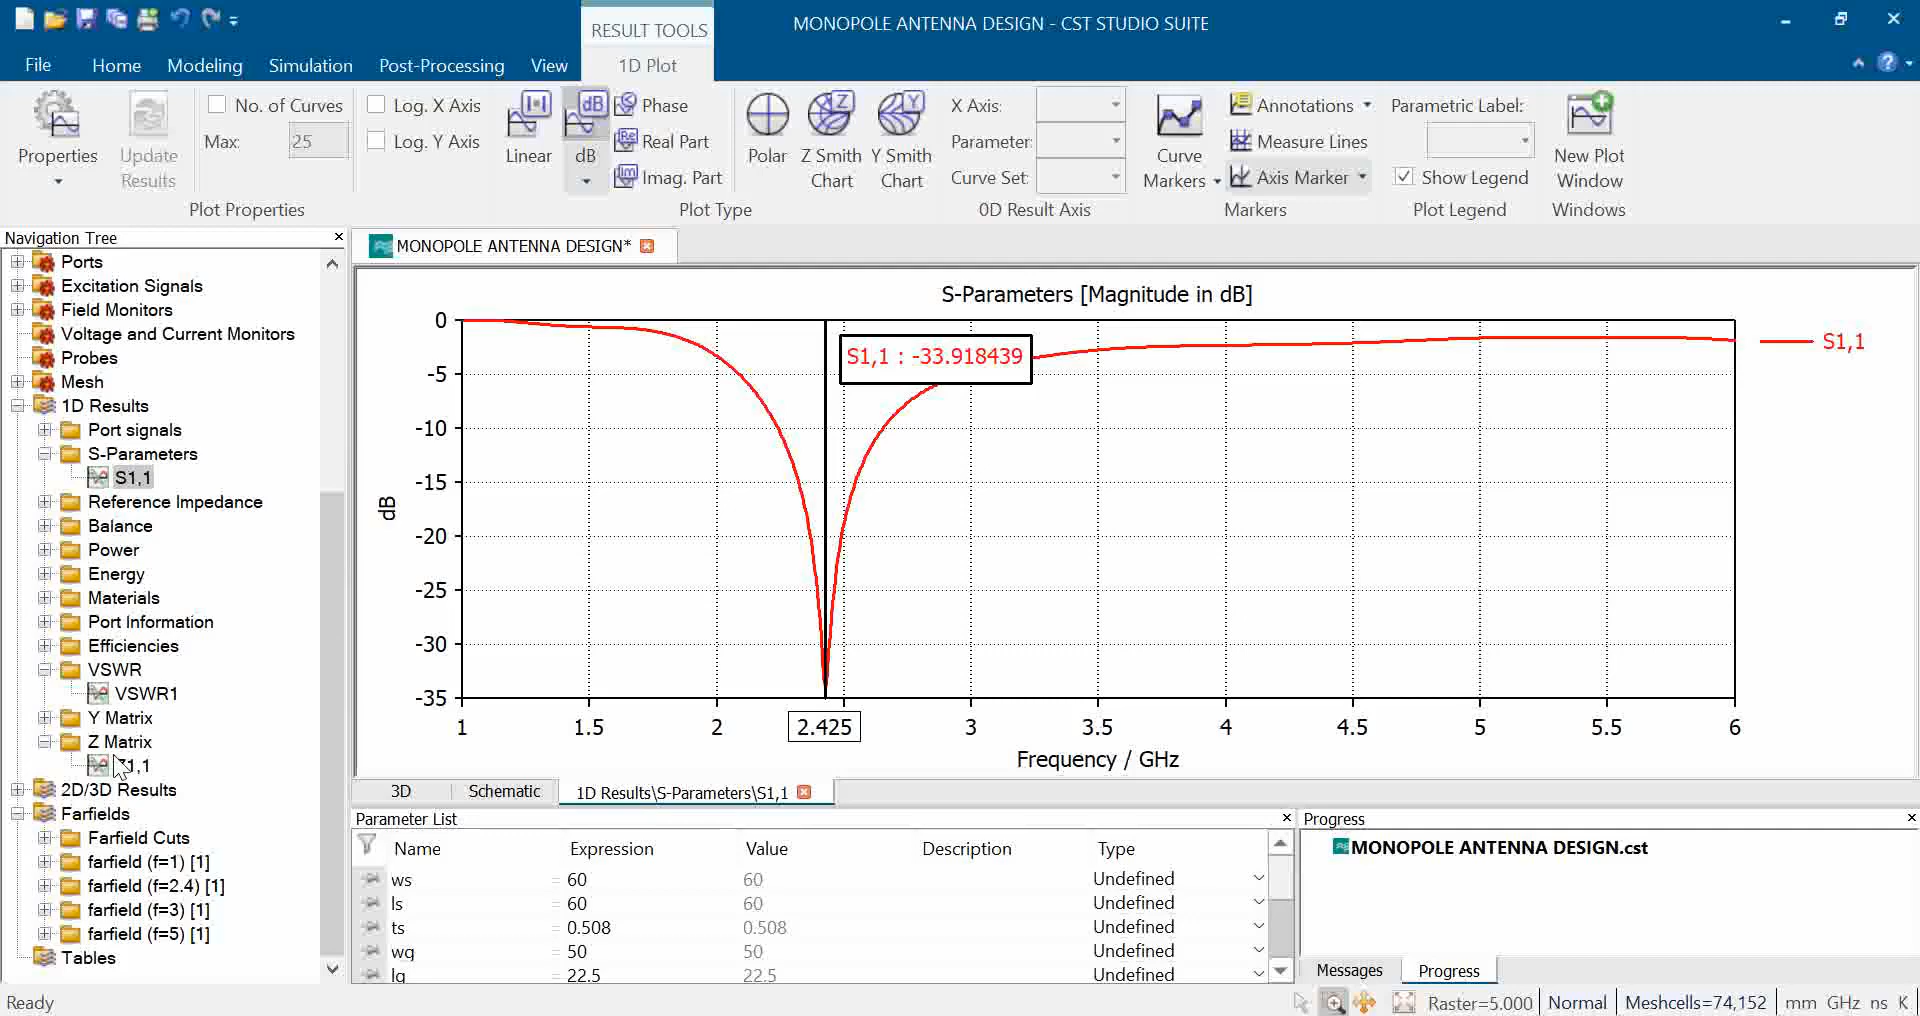 RESULT TOOLS
MONOPOLE ANTENNA DESIGN - CST STUDIO SUITE
File Home Modeling Simulation Post-Processing View 1D Plot
Properties
Update Results
No. of Curves
Max: 25
Plot Properties
Log. X Axis
Log. Y Axis
Linear
dB
Phase
Real Part
Imag. Part
Polar
Z Smith Chart
Y Smith Chart
Plot Type
X Axis:
Parameter:
Curve Set:
0D Result Axis
Curve Markers
Annotations
Measure Lines
Axis Marker
Markers
Parametric Label:
Show Legend
Plot Legend
New Plot Window
Windows
Navigation Tree
Ports
Excitation Signals
Field Monitors
Voltage and Current Monitors
Probes
Mesh
1D Results
Port signals
S-Parameters
S1,1
Reference Impedance
Balance
Power
Energy
Materials
Port Information
Efficiencies
VSWR
VSWR1
Y Matrix
Z Matrix
1,1
2D/3D Results
Farfields
Farfield Cuts
farfield (f=1) [1]
farfield (f=2.4) [1]
farfield (f=3) [1]
farfield (f=5) [1]
Tables
MONOPOLE ANTENNA DESIGN*
S-Parameters [Magnitude in dB]
0
-5
-10
-15
-20
-25
-30
-35
dB
S1,1 : -33.918439
S1,1
1 1.5 2 2.425 3 3.5 4 4.5 5 5.5 6
Frequency / GHz
3D Schematic 1D Results\S-Parameters\S1,1
Parameter List
Name Expression Value Description Type
ws = 60 60 Undefined
ls = 60 60 Undefined
ts = 0.508 0.508 Undefined
wg = 50 50 Undefined
lg = 22.5 22.5 Undefined
Progress
MONOPOLE ANTENNA DESIGN.cst
Messages Progress
Ready
Raster=5.000 Normal Meshcells=74,152 mm GHz ns K